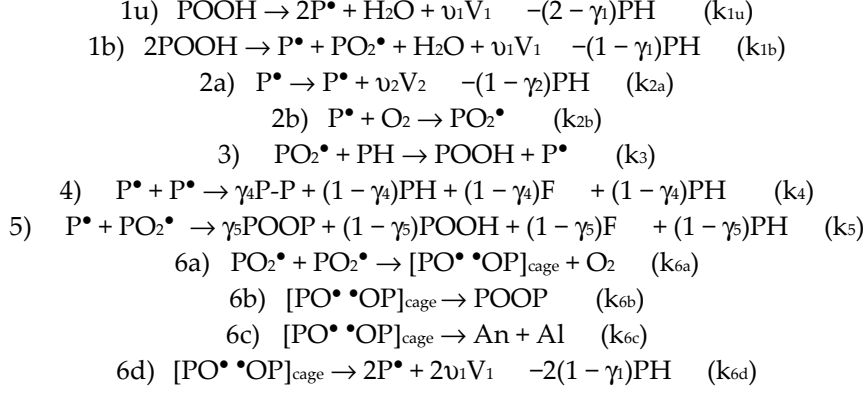 1u) POOH → 2P• + H₂O + υ₁V₁ -(2 – γ₁)PH (k₁ᵤ)
1b) 2POOH → P• + PO₂• + H₂O + υ₁V₁ -(1 – γ₁)PH (k1b)
2a) P• → P• + υ₂V₂ -(1 – γ₂)PH (k2a)
2b) P• + O₂ → PO₂• (k2b)
3) PO₂• + PH → POOH + P• (k₃)
4) P• + P• → γ₄P-P + (1 – γ₄)PH + (1 – γ₄)F + (1 – γ₄)PH (k₄)
5) P• + PO₂• → γ₅POOP + (1 – γ₅)POOH + (1 – γ₅)F + (1 – γ₅)PH (k₅)
6a) PO₂• + PO₂• → [PO• •OP]cage + O₂ (k6a)
6b) [PO• •OP]cage → POOP (k6b)
6c) [PO• •OP]cage → An + Al (k6c)
6d) [PO• •OP]cage → 2P• + 2υ₁V₁ -2(1 – γ₁)PH (k6d)